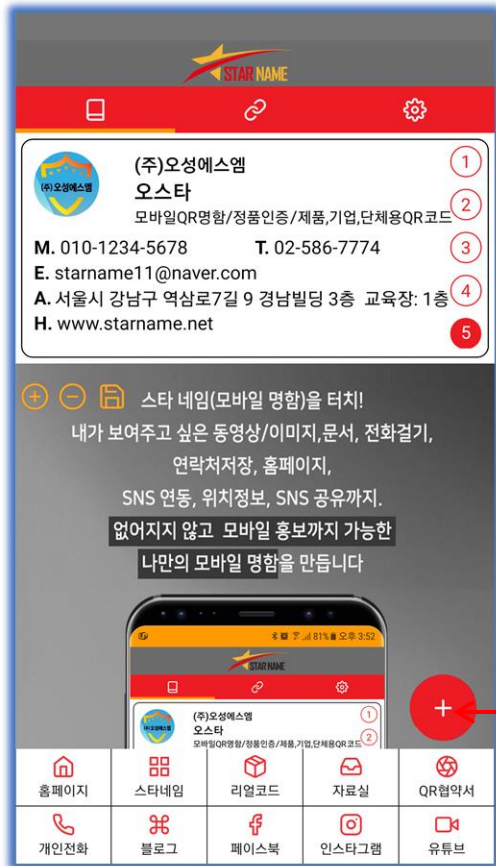 STAR NAME
(주)오성에스엠
(주)오성에스엠
오스타
모바일QR명함/정품인증/제품,기업,단체용QR코드
M. 010-1234-5678 T. 02-586-7774
E. starname11@naver.com
A. 서울시 강남구 역삼로7길 9 경남빌딩 3층 교육장: 1층
H. www.starname.net
1
2
3
4
5
스타 네임(모바일 명함)을 터치!
내가 보여주고 싶은 동영상/이미지,문서, 전화걸기,
연락처저장, 홈페이지,
SNS 연동, 위치정보, SNS 공유까지.
없어지지 않고 모바일 홍보까지 가능한
나만의 모바일 명함을 만듭니다
81% 오후 3:52
STAR NAME
(주)오성에스엠
(주)오성에스엠
오스타
모바일QR명함/정품인증/제품,기업,단체용QR코드
1
2
+
홈페이지 스타네임 리얼코드 자료실 QR협약서
개인전화 블로그 페이스북 인스타그램 유튜브